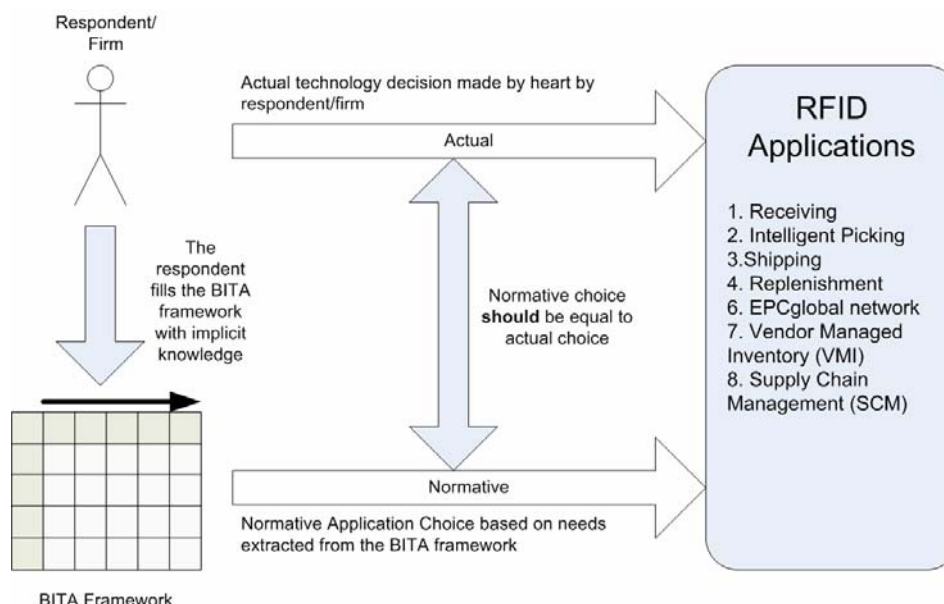 Respondent/
Firm
Actual technology decision made by heart by
respondent/firm
Actual
The
respondent
fills the BITA
framework
with implicit
knowledge
Normative choice
should be equal to
actual choice
Normative
Normative Application Choice based on needs
extracted from the BITA framework
BITA Framework
RFID
Applications
1. Receiving
2. Intelligent Picking
3.Shipping
4. Replenishment
6. EPCglobal network
7. Vendor Managed
Inventory (VMI)
8. Supply Chain
Management (SCM)